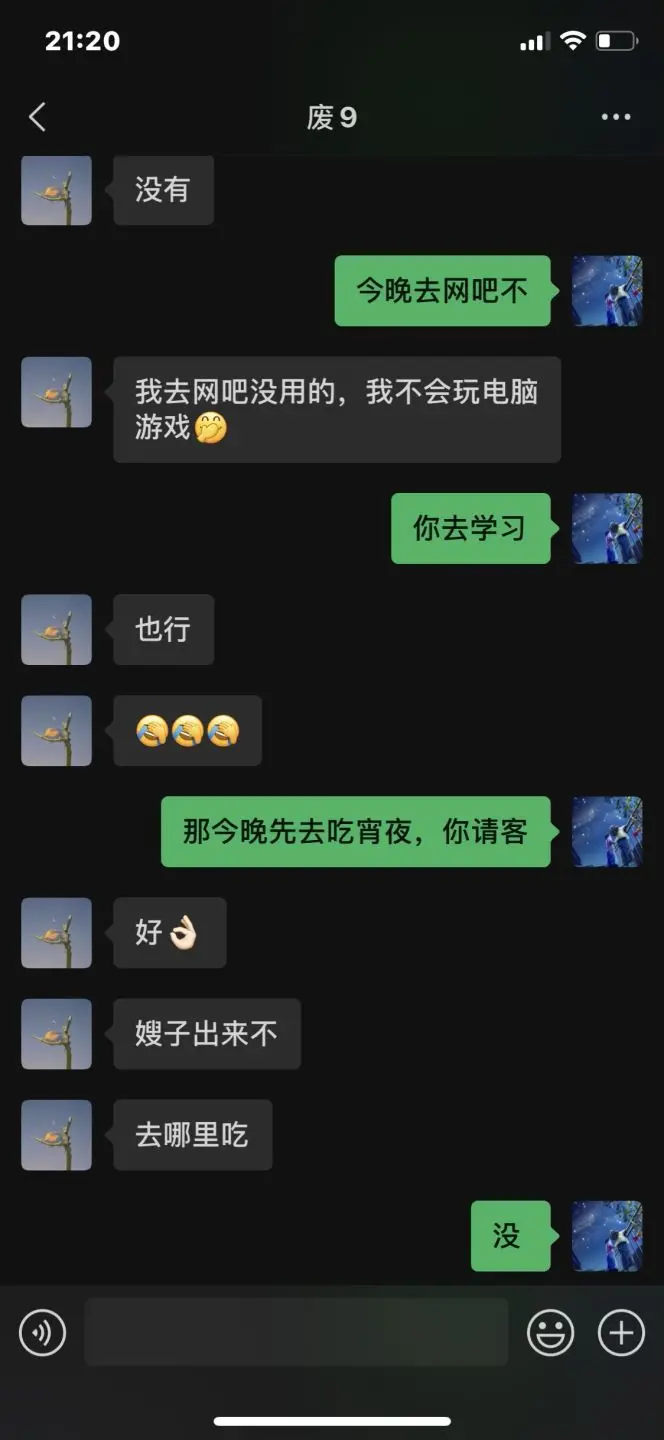 21:20
废9
没有
今晚去网吧不
我去网吧没用的，我不会玩电脑
游戏🤭
你去学习
也行
🤣🤣🤣
那今晚先去吃宵夜，你请客
好👌🏻
嫂子出来不
去哪里吃
没